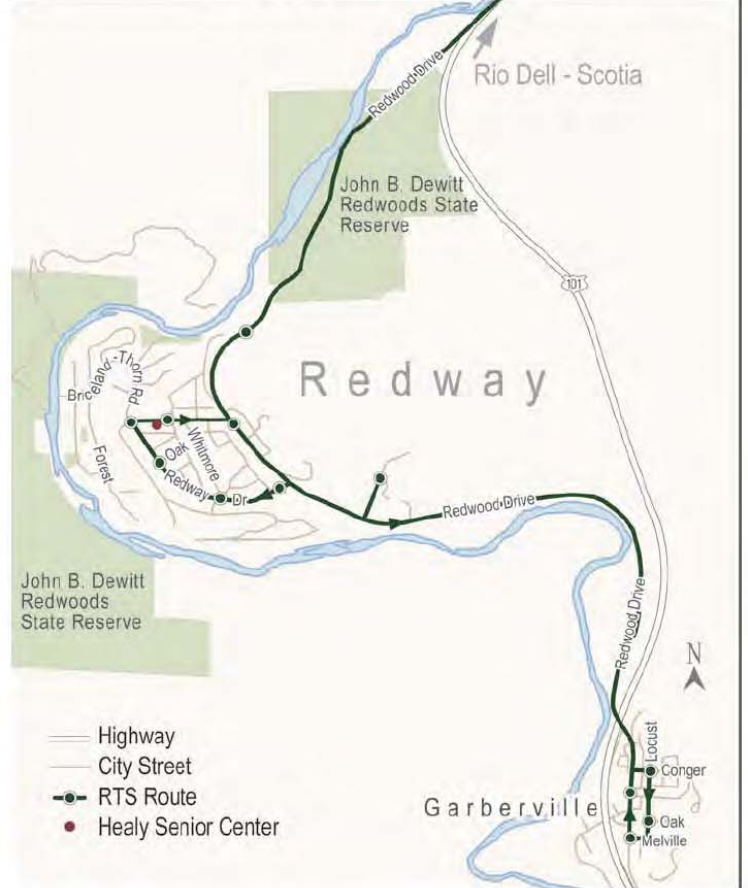 Redwood Drive
Rio Dell - Scotia
John B. Dewitt
Redwoods State
Reserve
101
Redway
Briceland-Thorn Rd
Forest
Oak
Whitmore
Redway Dr
Redwood Drive
Redwood Drive
John B. Dewitt
Redwoods
State Reserve
N
Highway
City Street
RTS Route
Healy Senior Center
Garberville
Locust
Conger
Oak
Melville